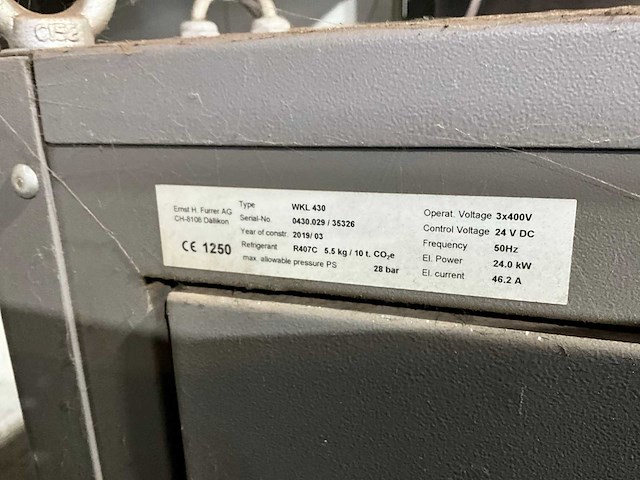 C15E
Ernst H. Furrer AG
CH-8108 Dällikon
CE 1250
Type WKL 430
Serial-No. 0430.029 / 35326
Year of constr. 2019/ 03
Refrigerant R407C 5.5 kg / 10 t. CO₂e
max. allowable pressure PS 28 bar
Operat. Voltage 3x400V
Control Voltage 24 V DC
Frequency 50Hz
El. Power 24.0 kW
El. current 46.2 A